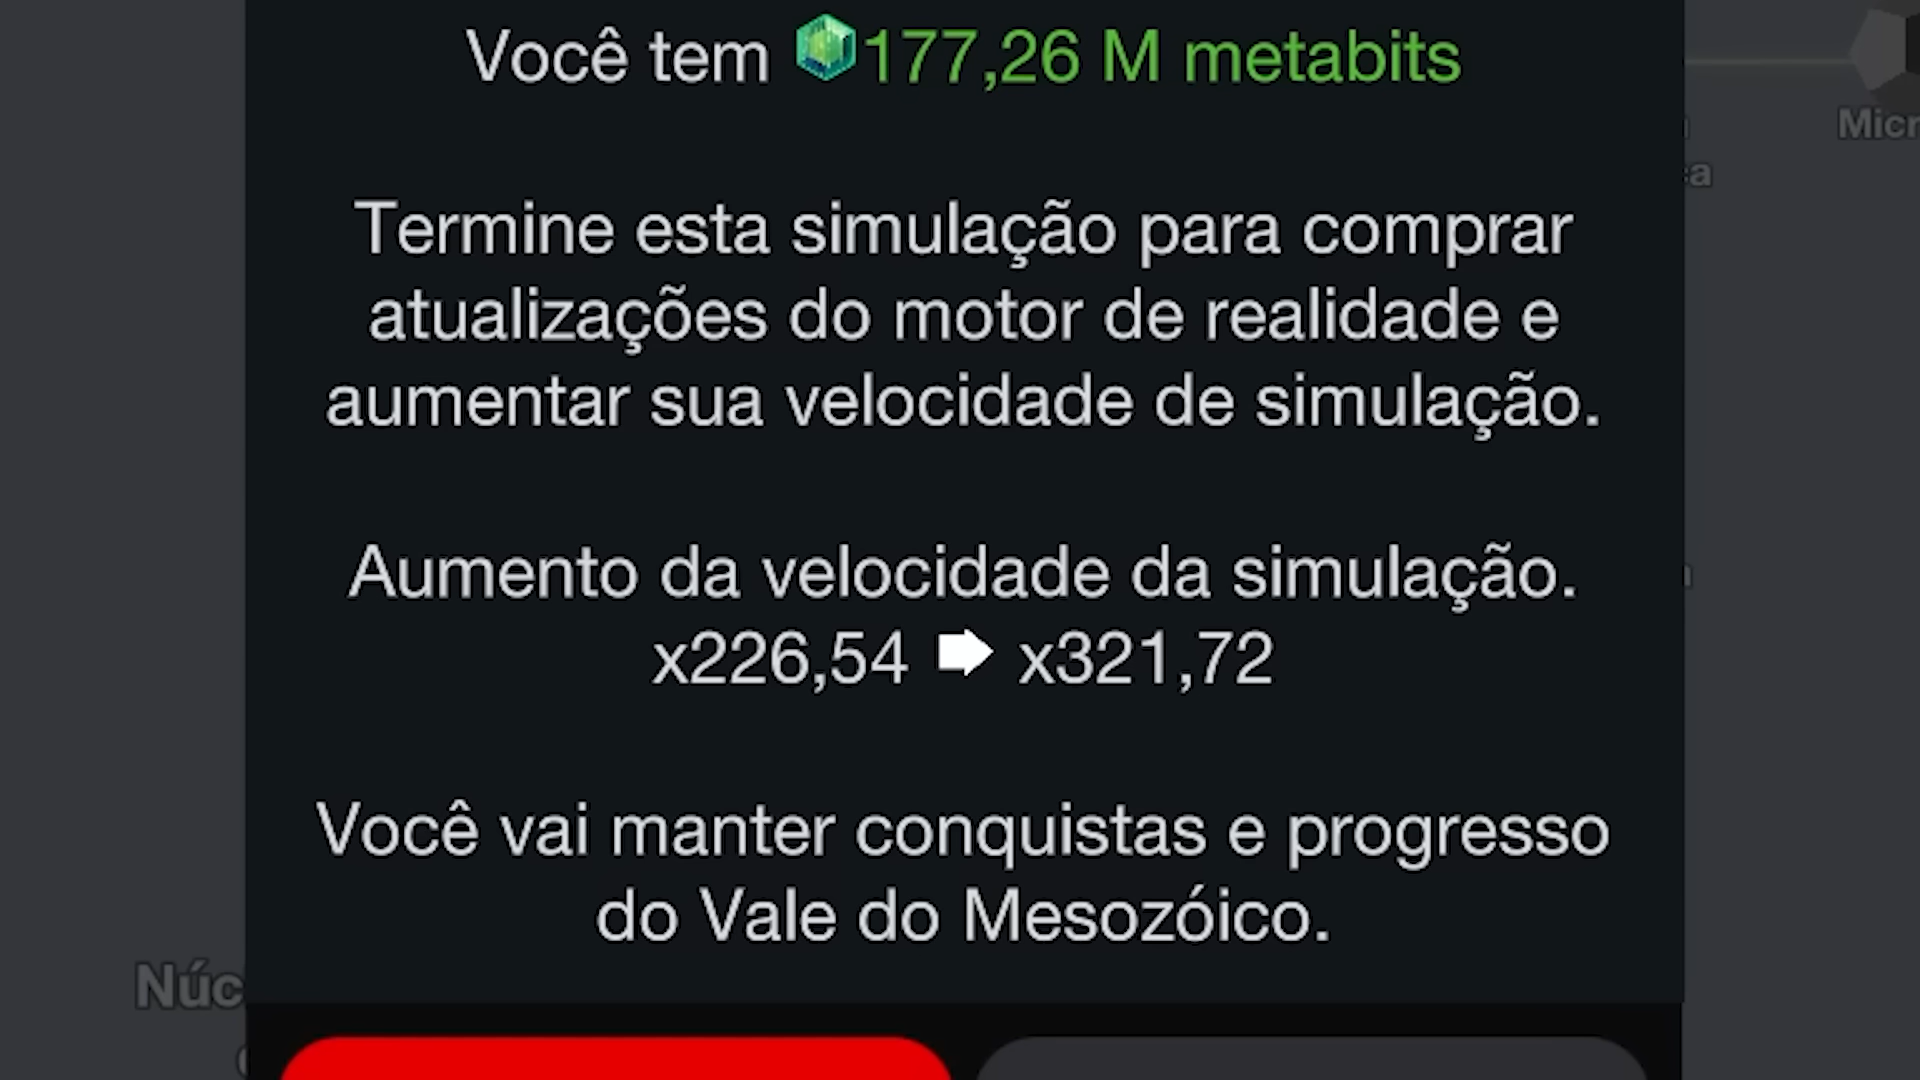 Você tem 177,26 M metabits
Termine esta simulação para comprar
atualizações do motor de realidade e
aumentar sua velocidade de simulação.
Aumento da velocidade da simulação.
x226,54 x321,72
Você vai manter conquistas e progresso
do Vale do Mesozóico.
Núc
Micr